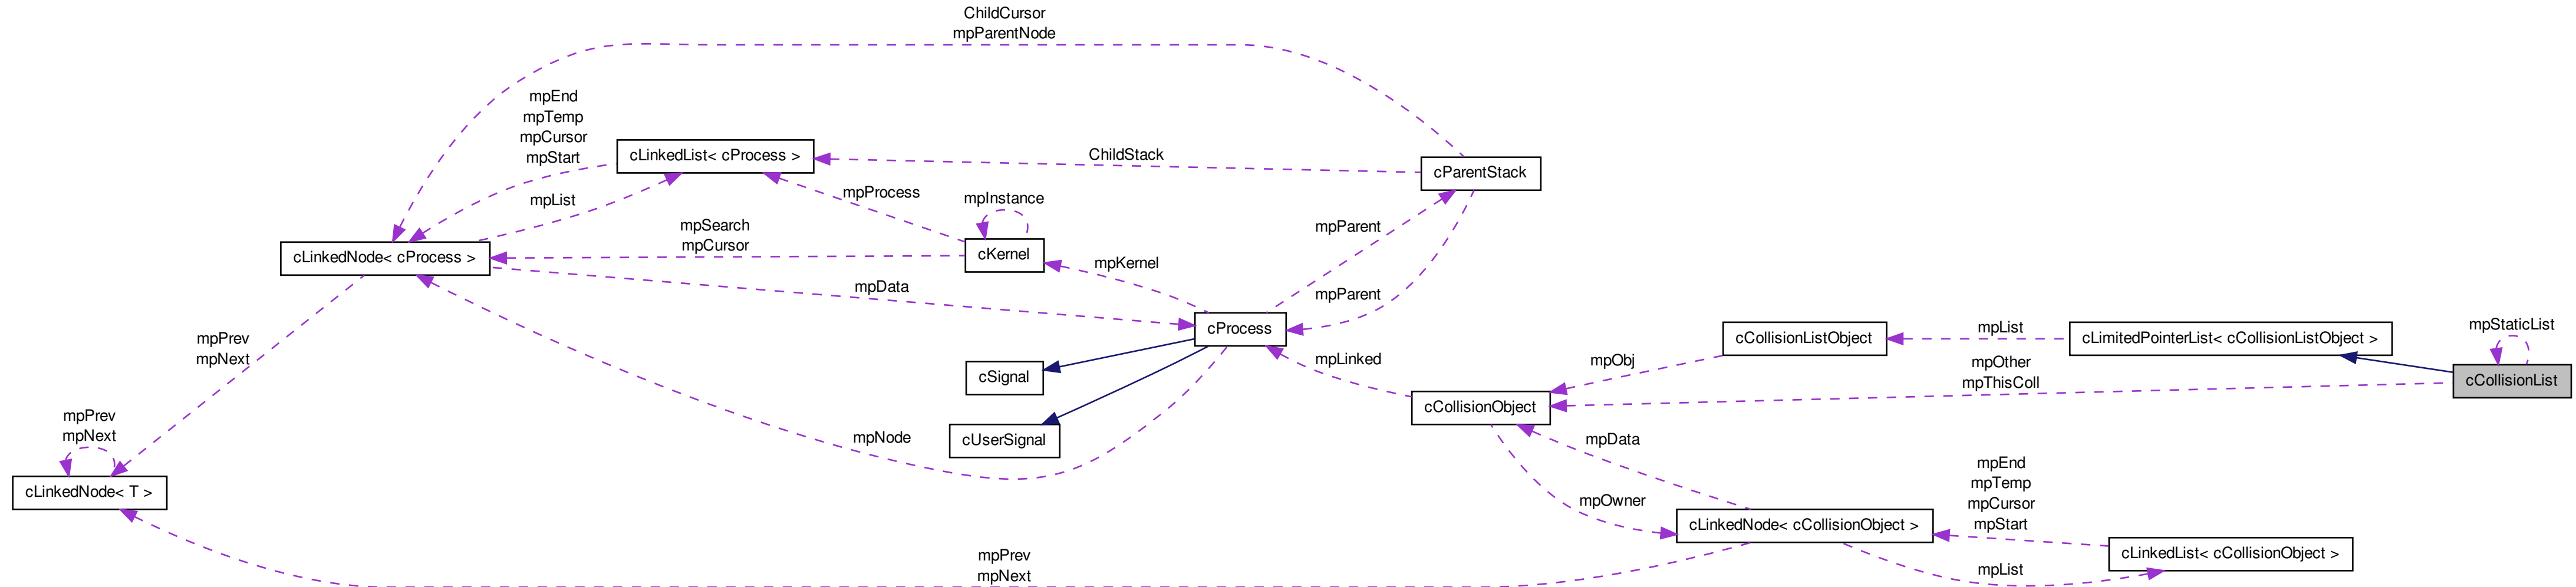 ChildCursor
mpParentNode
mpEnd
mpTemp
mpCursor
mpStart
cLinkedList< cProcess >
ChildStack
cParentStack
mpProcess
mpInstance
mpList
mpSearch
mpCursor
mpParent
cLinkedNode< cProcess >
cKernel
mpKernel
mpData
mpParent
cProcess
mpPrev
mpNext
mpLinked
cSignal
mpObj
cCollisionListObject
mpList
cLimitedPointerList< cCollisionListObject >
mpStaticList
mpOther
mpThisColl
cCollisionList
cCollisionObject
mpPrev
mpNext
mpNode
cUserSignal
mpData
cLinkedNode< T >
mpOwner
mpEnd
mpTemp
mpCursor
mpStart
cLinkedNode< cCollisionObject >
cLinkedList< cCollisionObject >
mpPrev
mpNext
mpList